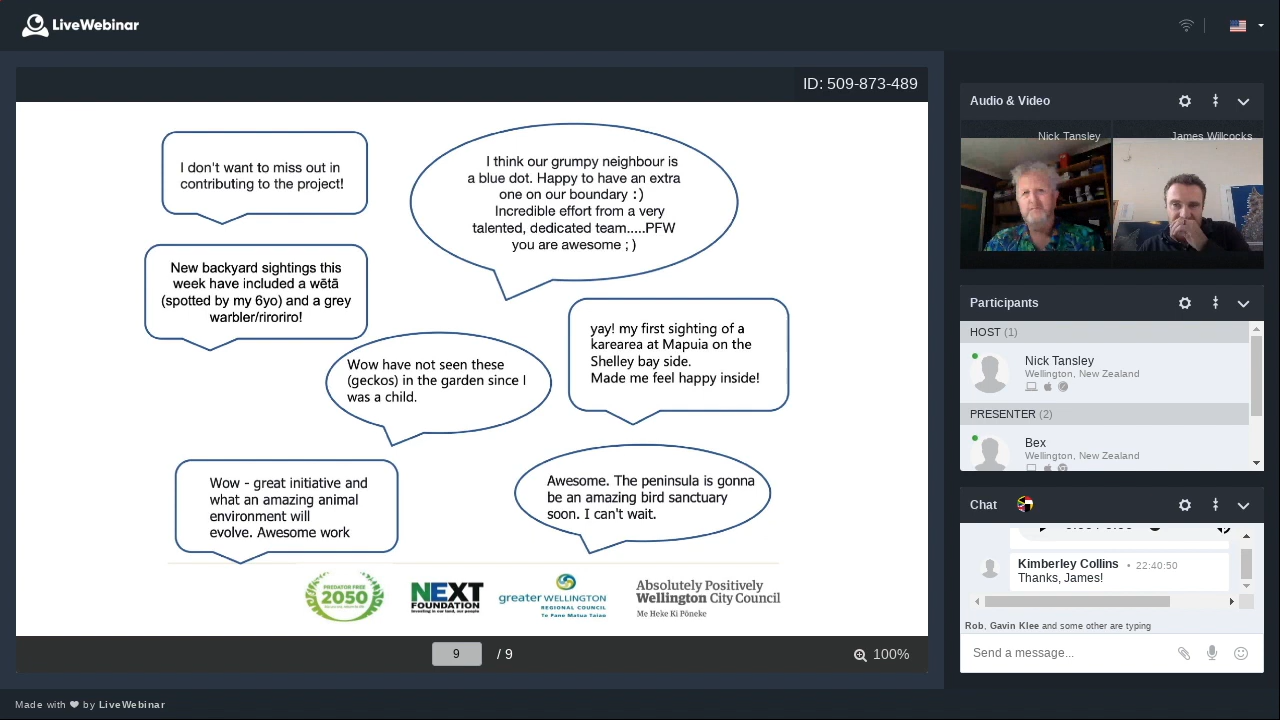 LiveWebinar
ID: 509-873-489
I don't want to miss out in
contributing to the project!
I think our grumpy neighbour is
a blue dot. Happy to have an extra
one on our boundary :)
Incredible effort from a very
talented, dedicated team.....PFW
you are awesome ; )
New backyard sightings this
week have included a wētā
(spotted by my 6yo) and a grey
warbler/riroriro!
Wow have not seen these
(geckos) in the garden since I
was a child.
yay! my first sighting of a
karearea at Mapuia on the
Shelley bay side.
Made me feel happy inside!
Wow - great initiative and
what an amazing animal
environment will
evolve. Awesome work
Awesome. The peninsula is gonna
be an amazing bird sanctuary
soon. I can't wait.
PREDATOR FREE
2050
NEXT
FOUNDATION
Investing in our land, our people
greater WELLINGTON
REGIONAL COUNCIL
Te Pane Matua Taiao
Absolutely Positively
Wellington City Council
Me Heke Ki Pōneke
9 / 9
100%
Made with by LiveWebinar
Audio & Video
Nick Tansley
James Willcocks
Participants
HOST (1)
Nick Tansley
Wellington, New Zealand
PRESENTER (2)
Bex
Wellington, New Zealand
Chat
Kimberley Collins • 22:40:50
Thanks, James!
Rob, Gavin Klee and some other are typing
Send a message...